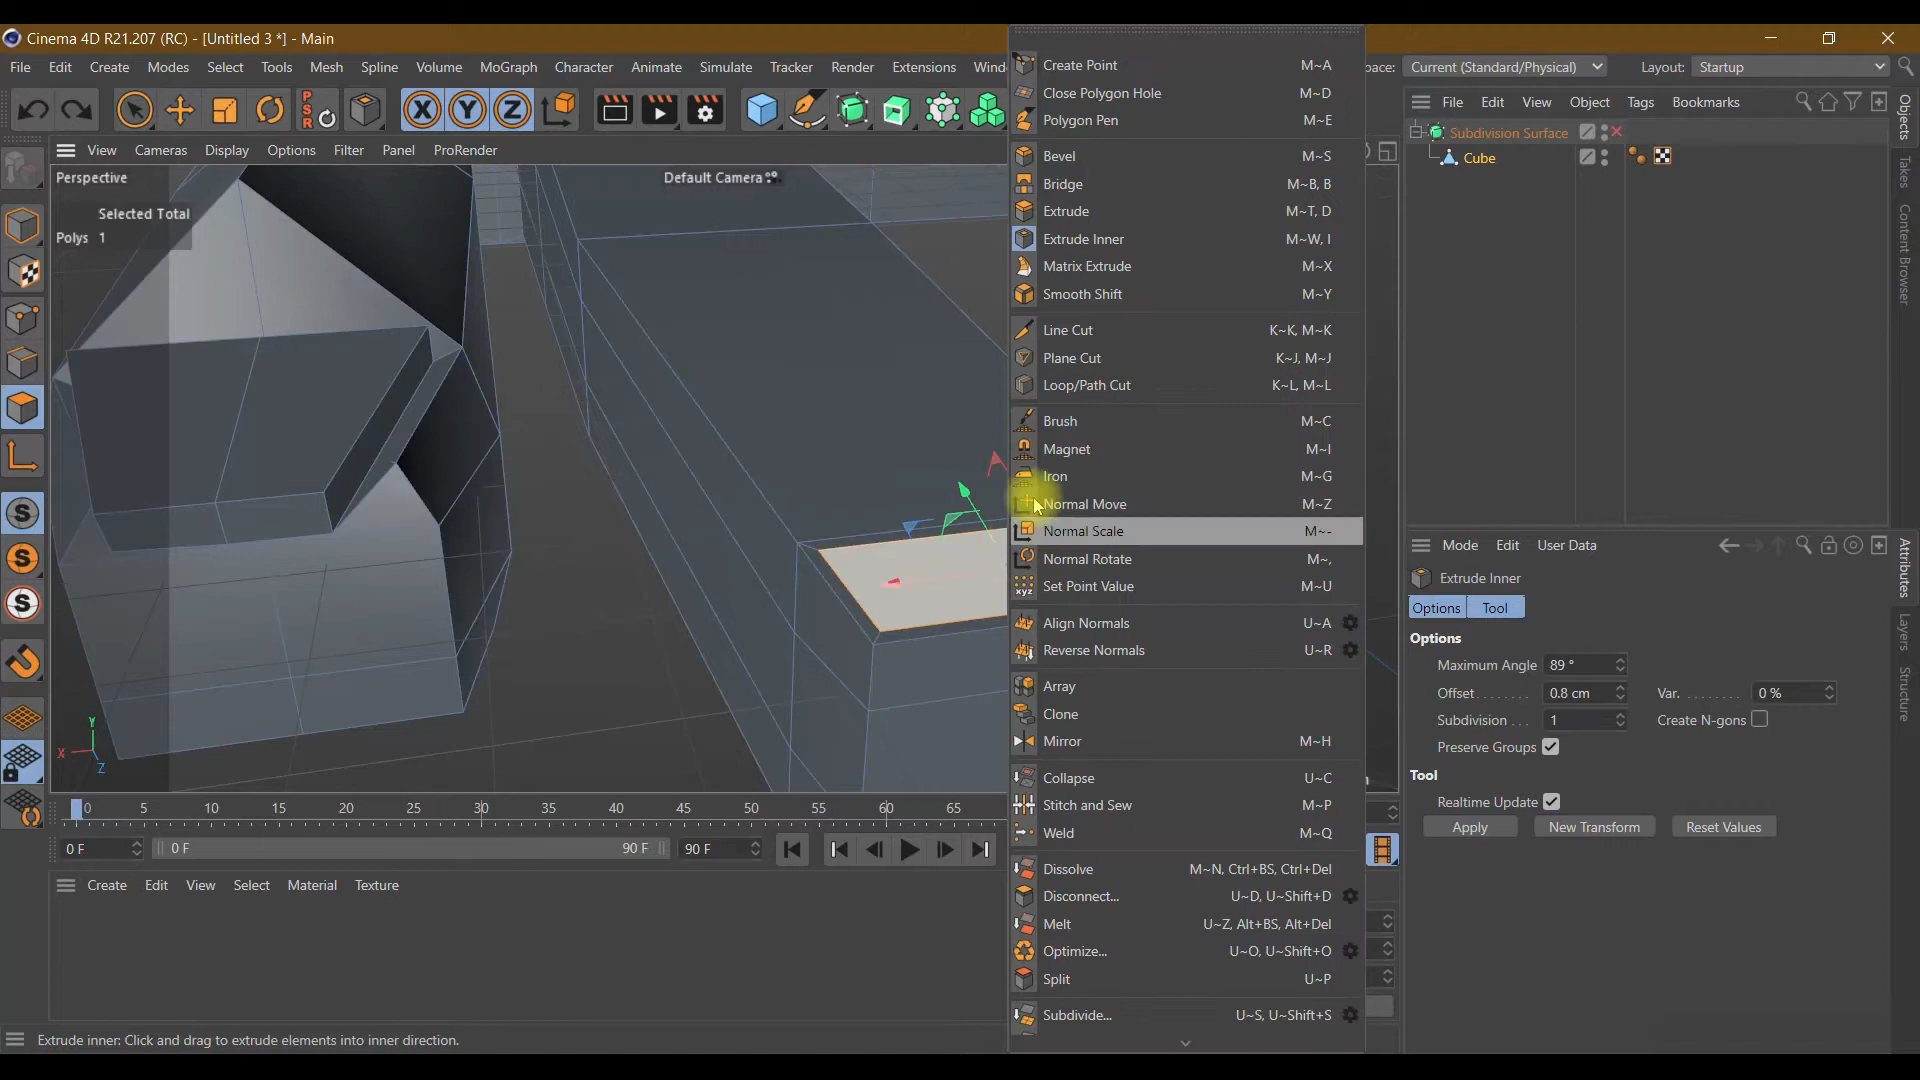 Cinema 4D R21.207 (RC) - [Untitled 3 *] - Main
File Edit Create Modes Select Tools Mesh Spline Volume MoGraph Character Animate Simulate Tracker Render Extensions
Current (Standard/Physical) Layout: Startup
View Cameras Display Options Filter Panel ProRender
Perspective
Default Camera
Selected Total
Polys 1
Y
X
Z
Create Point M~A
Close Polygon Hole M~D
Polygon Pen M~E
Bevel M~S
Bridge M~B, B
Extrude M~T, D
Extrude Inner M~W, I
Matrix Extrude M~X
Smooth Shift M~Y
Line Cut K~K, M~K
Plane Cut K~J, M~J
Loop/Path Cut K~L, M~L
Brush M~C
Magnet M~I
Iron M~G
Normal Move M~Z
Normal Scale M~-
Normal Rotate M~,
Set Point Value M~U
Align Normals U~A
Reverse Normals U~R
Array
Clone
Mirror M~H
Collapse U~C
Stitch and Sew M~P
Weld M~Q
Dissolve M~N, Ctrl+BS, Ctrl+Del
Disconnect... U~D, U~Shift+D
Melt U~Z, Alt+BS, Alt+Del
Optimize... U~O, U~Shift+O
Split U~P
Subdivide... U~S, U~Shift+S
File Edit View Object Tags Bookmarks
Subdivision Surface
Cube
Objects
Takes
Content Browser
Mode Edit User Data
Extrude Inner
Options Tool
Options
Maximum Angle 89 °
Offset 0.8 cm Var. 0 %
Subdivision 1 Create N-gons
Preserve Groups
Tool
Realtime Update
Apply New Transform Reset Values
Attributes
Layers
Structure
0 5 10 15 20 25 30 35 40 45 50 55 60 65
0 F 0 F 90 F 90 F
Create Edit View Select Material Texture
Extrude inner: Click and drag to extrude elements into inner direction.